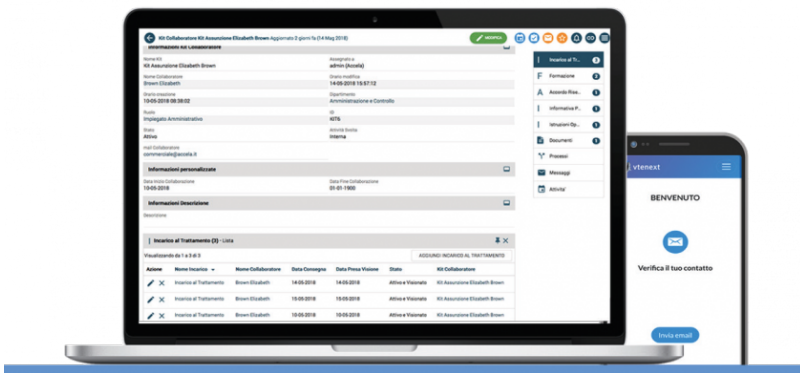 Kit Collaboratore Kit Assunzione Elizabeth Brown Aggiornato 2 giorni fa (14 Mag 2018)
MODIFICA
Informazioni Kit Collaboratore
Nome Kit
Kit Assunzione Elizabeth Brown
Assegnato a
admin (Accela)
Nome Collaboratore
Brown Elizabeth
Orario modifica
14-05-2018 15:57:12
Orario creazione
10-05-2018 08:38:02
Dipartimento
Amministrazione e Controllo
Ruolo
Impiegato Amministrativo
ID
4076
Stato
Attivo
Attività Svolta
Interna
mail Collaboratore
commerciale@accela.it
Informazioni personalizzate
Data Inizio Collaborazione
10-05-2018
Data Fine Collaborazione
01-01-1900
Informazioni Descrizione
Descrizione
Incarico al Trattamento (3) - Lista
Visualizzando da 1 a 3 di 3
AGGIUNGI INCARICO AL TRATTAMENTO
Azione Nome Incarico Nome Collaboratore Data Consegna Data Presa Visione Stato Kit Collaboratore
Incarico al Trattamento Brown Elizabeth 14-05-2018 14-05-2018 Attivo e Visionato Kit Assunzione Elizabeth Brown
Incarico al Trattamento Brown Elizabeth 15-05-2018 15-05-2018 Attivo e Visionato Kit Assunzione Elizabeth Brown
Incarico al Trattamento Brown Elizabeth 10-05-2018 10-05-2018 Attivo e Visionato Kit Assunzione Elizabeth Brown
I Incarico al Tr...
F Formazione
A Accordo Rise...
I Informativa P...
I Istruzioni Op...
Documenti
Processi
Messaggi
Attivita'
vtenext
BENVENUTO
Verifica il tuo contatto
Invia email